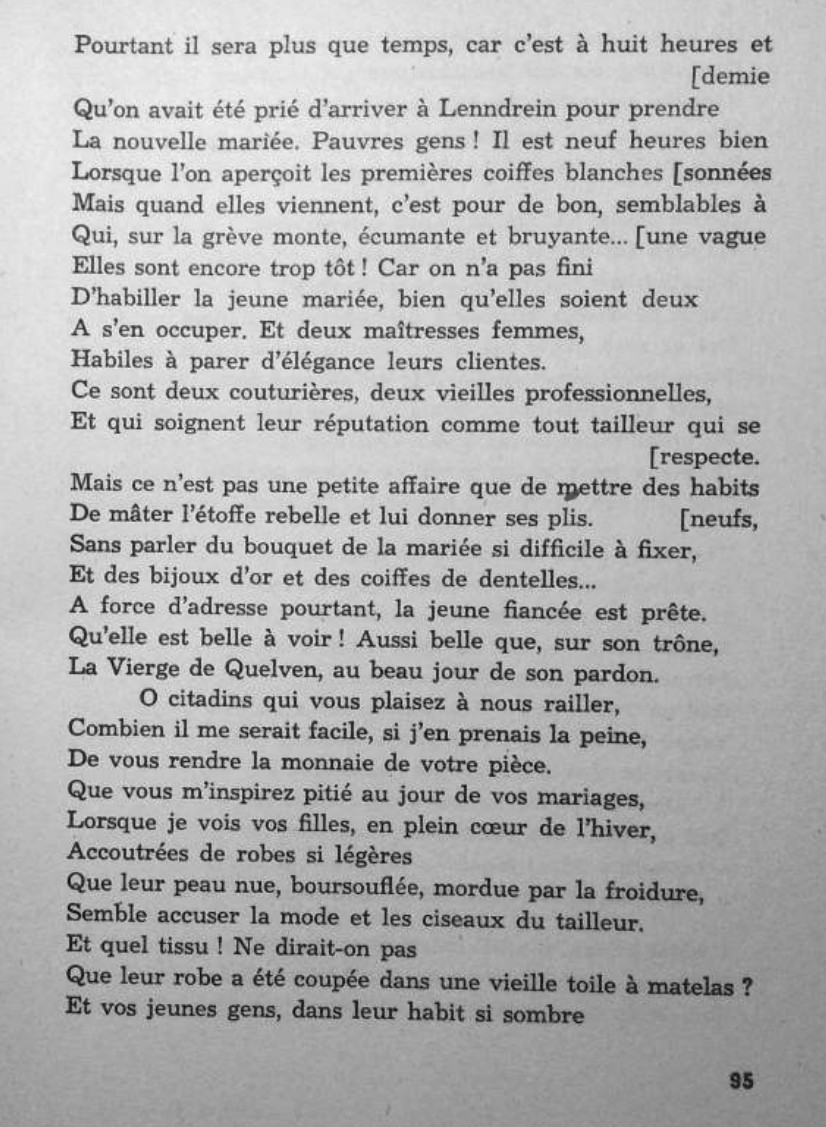 Pourtant il sera plus que temps, car c'est à huit heures et
[demie
Qu'on avait été prié d'arriver à Lenndrein pour prendre
La nouvelle mariée. Pauvres gens ! Il est neuf heures bien
Lorsque l'on aperçoit les premières coiffes blanches [sonnées
Mais quand elles viennent, c'est pour de bon, semblables à
Qui, sur la grève monte, écumante et bruyante... [une vague
Elles sont encore trop tôt ! Car on n'a pas fini
D'habiller la jeune mariée, bien qu'elles soient deux
A s'en occuper. Et deux maîtresses femmes,
Habiles à parer d'élégance leurs clientes.
Ce sont deux couturières, deux vieilles professionnelles,
Et qui soignent leur réputation comme tout tailleur qui se
[respecte.
Mais ce n'est pas une petite affaire que de mettre des habits
De mâter l'étoffe rebelle et lui donner ses plis. [neufs,
Sans parler du bouquet de la mariée si difficile à fixer,
Et des bijoux d'or et des coiffes de dentelles...
A force d'adresse pourtant, la jeune fiancée est prête.
Qu'elle est belle à voir ! Aussi belle que, sur son trône,
La Vierge de Quelven, au beau jour de son pardon.
O citadins qui vous plaisez à nous railler,
Combien il me serait facile, si j'en prenais la peine,
De vous rendre la monnaie de votre pièce.
Que vous m'inspirez pitié au jour de vos mariages,
Lorsque je vois vos filles, en plein cœur de l'hiver,
Accoutrées de robes si légères
Que leur peau nue, boursouflée, mordue par la froidure,
Semble accuser la mode et les ciseaux du tailleur.
Et quel tissu ! Ne dirait-on pas
Que leur robe a été coupée dans une vieille toile à matelas ?
Et vos jeunes gens, dans leur habit si sombre
95